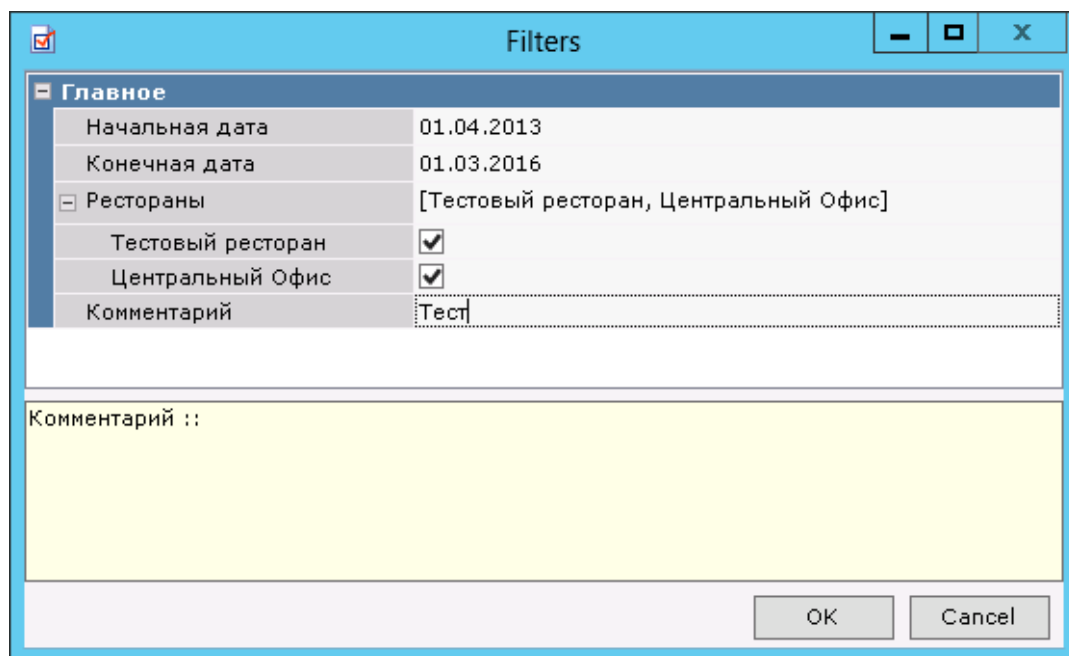 Filters
Главное
Начальная дата 01.04.2013
Конечная дата 01.03.2016
Рестораны [Тестовый ресторан, Центральный Офис]
Тестовый ресторан
Центральный Офис
Комментарий Тест
Комментарий ::
OK Cancel